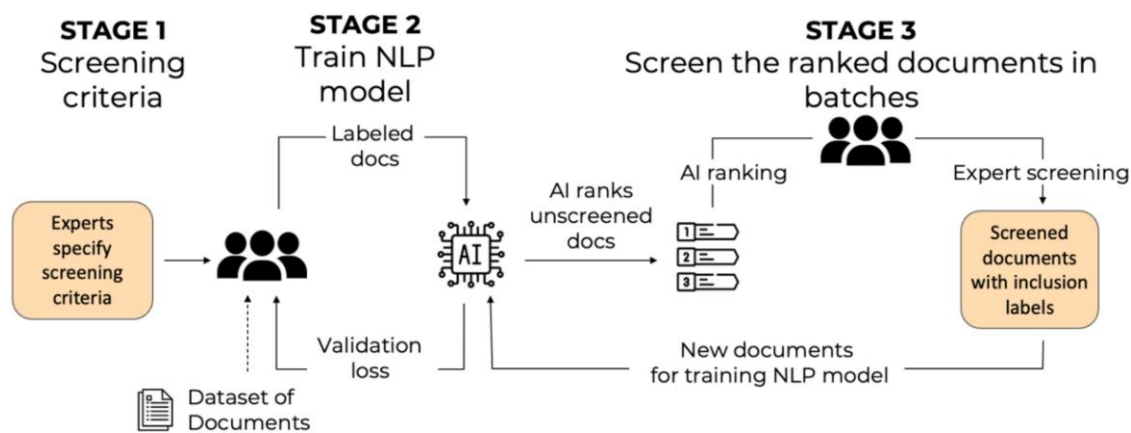 STAGE 1
Screening
criteria
STAGE 2
Train NLP
model
STAGE 3
Screen the ranked documents in
batches
Experts
specify
screening
criteria
Labeled
docs
AI
Validation
loss
Dataset of
Documents
AI ranks
unscreened
docs
AI ranking
1
2
3
Expert screening
Screened
documents
with inclusion
labels
New documents
for training NLP model